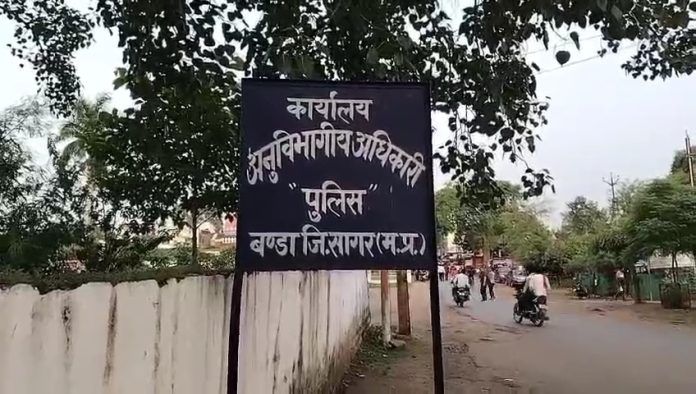 कार्यालय
अनुविभागीय अधिकारी
"पुलिस"
बण्डा जि.सागर(म.प्र.)